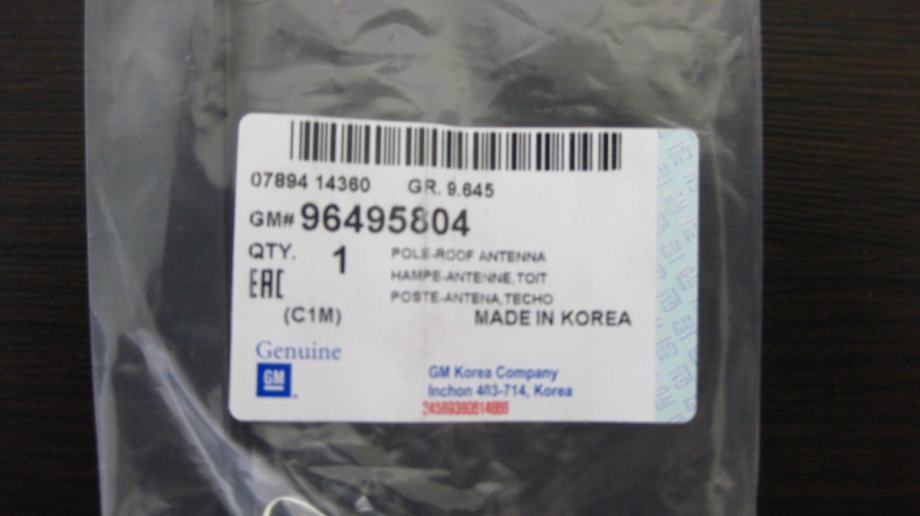 07894 14360 GR. 9.645
GM# 96495804
QTY. 1
POLE-ROOF ANTENNA
HAMPE-ANTENNE,TOIT
POSTE-ANTENA,TECHO
EAC
(C1M) MADE IN KOREA
Genuine
GM
GM Korea Company
Inchon 403-714, Korea